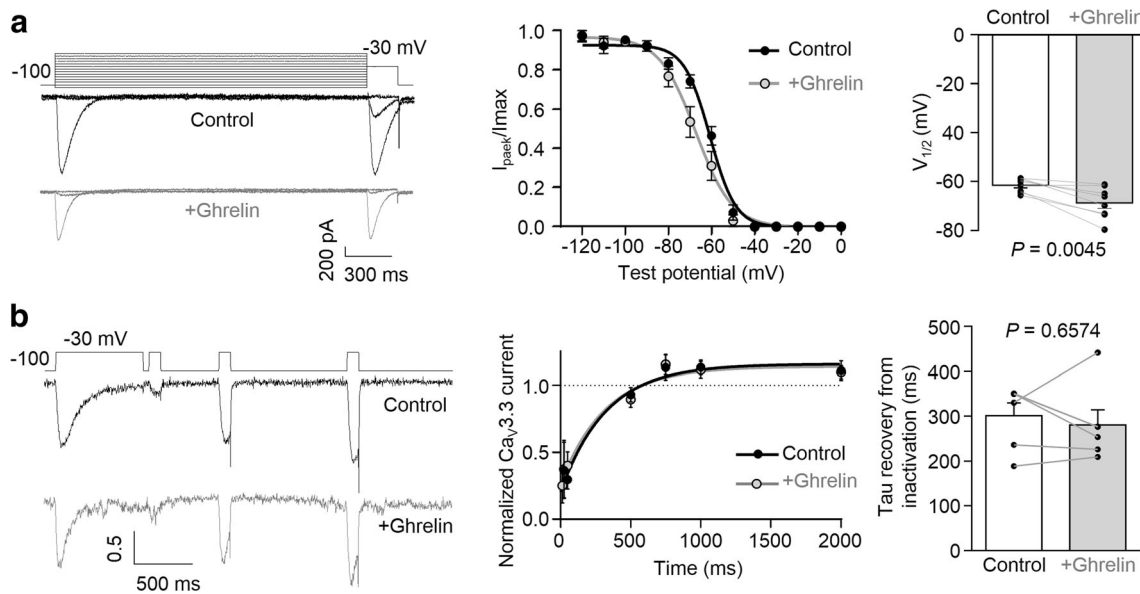 a
-100
-30 mV
Control
+Ghrelin
200 pA
300 ms
I_paek/Imax
1.0
0.8
0.6
0.4
0.2
0.0
Control
+Ghrelin
-120 -100 -80 -60 -40 -20 0
Test potential (mV)
Control +Ghrelin
V_1/2 (mV)
0
-20
-40
-60
-80
P = 0.0045
b
-100
-30 mV
Control
+Ghrelin
0.5
500 ms
Normalized Ca_V3.3 current
1.0
0.5
0.0
Control
+Ghrelin
0 500 1000 1500 2000
Time (ms)
Tau recovery from
inactivation (ms)
500
400
300
200
100
0
P = 0.6574
Control +Ghrelin